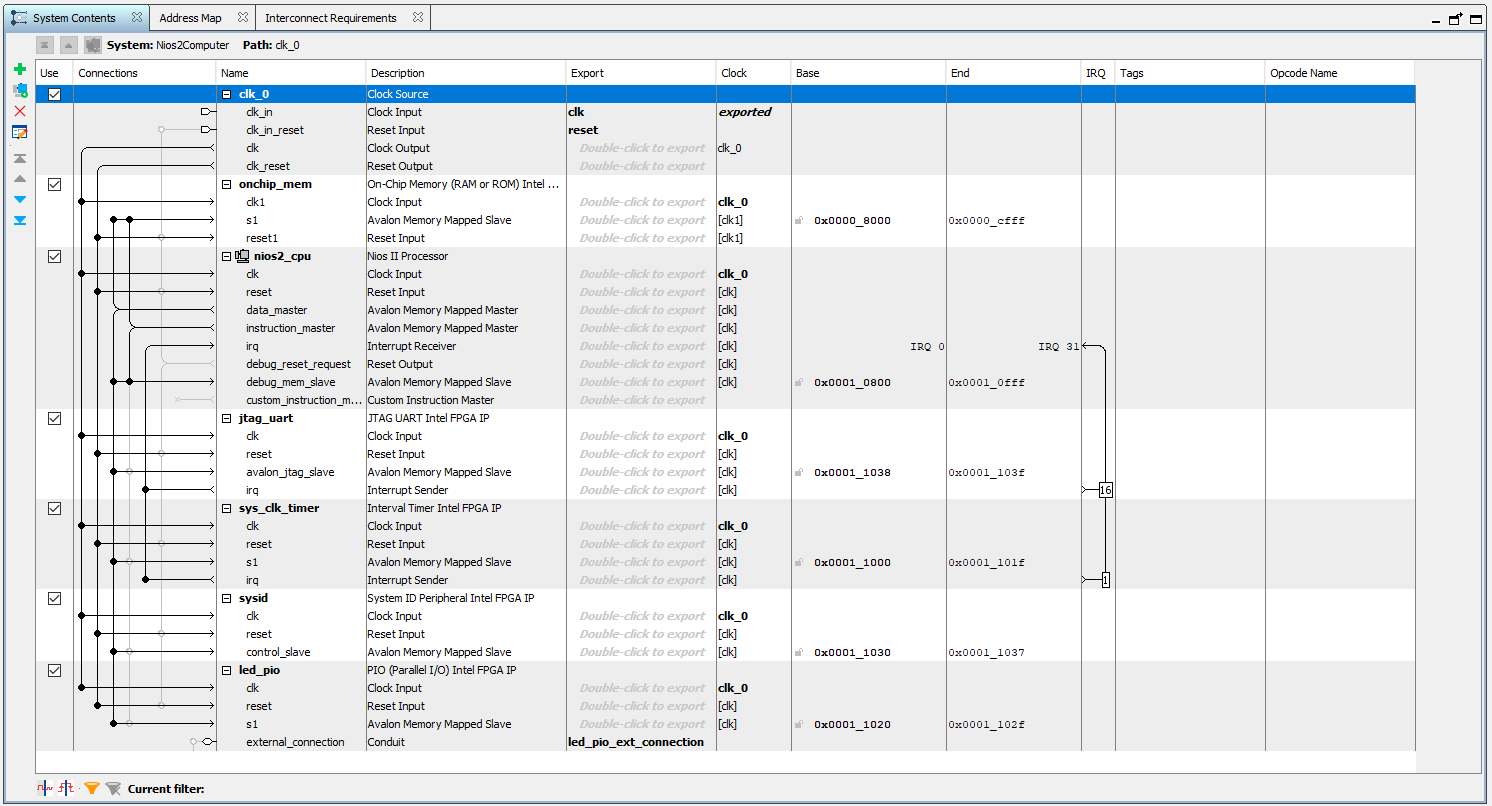 System Contents Address Map Interconnect Requirements
System: Nios2Computer Path: clk_0
Use Connections Name Description Export Clock Base End IRQ Tags Opcode Name
clk_0 Clock Source
clk_in Clock Input clk exported
clk_in_reset Reset Input reset
clk Clock Output Double-click to export clk_0
clk_reset Reset Output Double-click to export
onchip_mem On-Chip Memory (RAM or ROM) Intel ...
clk1 Clock Input Double-click to export clk_0
s1 Avalon Memory Mapped Slave Double-click to export [clk1] 0x0000_8000 0x0000_cfff
reset1 Reset Input Double-click to export [clk1]
nios2_cpu Nios II Processor
clk Clock Input Double-click to export clk_0
reset Reset Input Double-click to export [clk]
data_master Avalon Memory Mapped Master Double-click to export [clk]
instruction_master Avalon Memory Mapped Master Double-click to export [clk]
irq Interrupt Receiver Double-click to export [clk] IRQ 0 IRQ 31
debug_reset_request Reset Output Double-click to export [clk]
debug_mem_slave Avalon Memory Mapped Slave Double-click to export [clk] 0x0001_0800 0x0001_0fff
custom_instruction_m... Custom Instruction Master Double-click to export
jtag_uart JTAG UART Intel FPGA IP
clk Clock Input Double-click to export clk_0
reset Reset Input Double-click to export [clk]
avalon_jtag_slave Avalon Memory Mapped Slave Double-click to export [clk] 0x0001_1038 0x0001_103f
irq Interrupt Sender Double-click to export [clk] 16
sys_clk_timer Interval Timer Intel FPGA IP
clk Clock Input Double-click to export clk_0
reset Reset Input Double-click to export [clk]
s1 Avalon Memory Mapped Slave Double-click to export [clk] 0x0001_1000 0x0001_101f
irq Interrupt Sender Double-click to export [clk] 1
sysid System ID Peripheral Intel FPGA IP
clk Clock Input Double-click to export clk_0
reset Reset Input Double-click to export [clk]
control_slave Avalon Memory Mapped Slave Double-click to export [clk] 0x0001_1030 0x0001_1037
led_pio PIO (Parallel I/O) Intel FPGA IP
clk Clock Input Double-click to export clk_0
reset Reset Input Double-click to export [clk]
s1 Avalon Memory Mapped Slave Double-click to export [clk] 0x0001_1020 0x0001_102f
external_connection Conduit led_pio_ext_connection
Current filter: